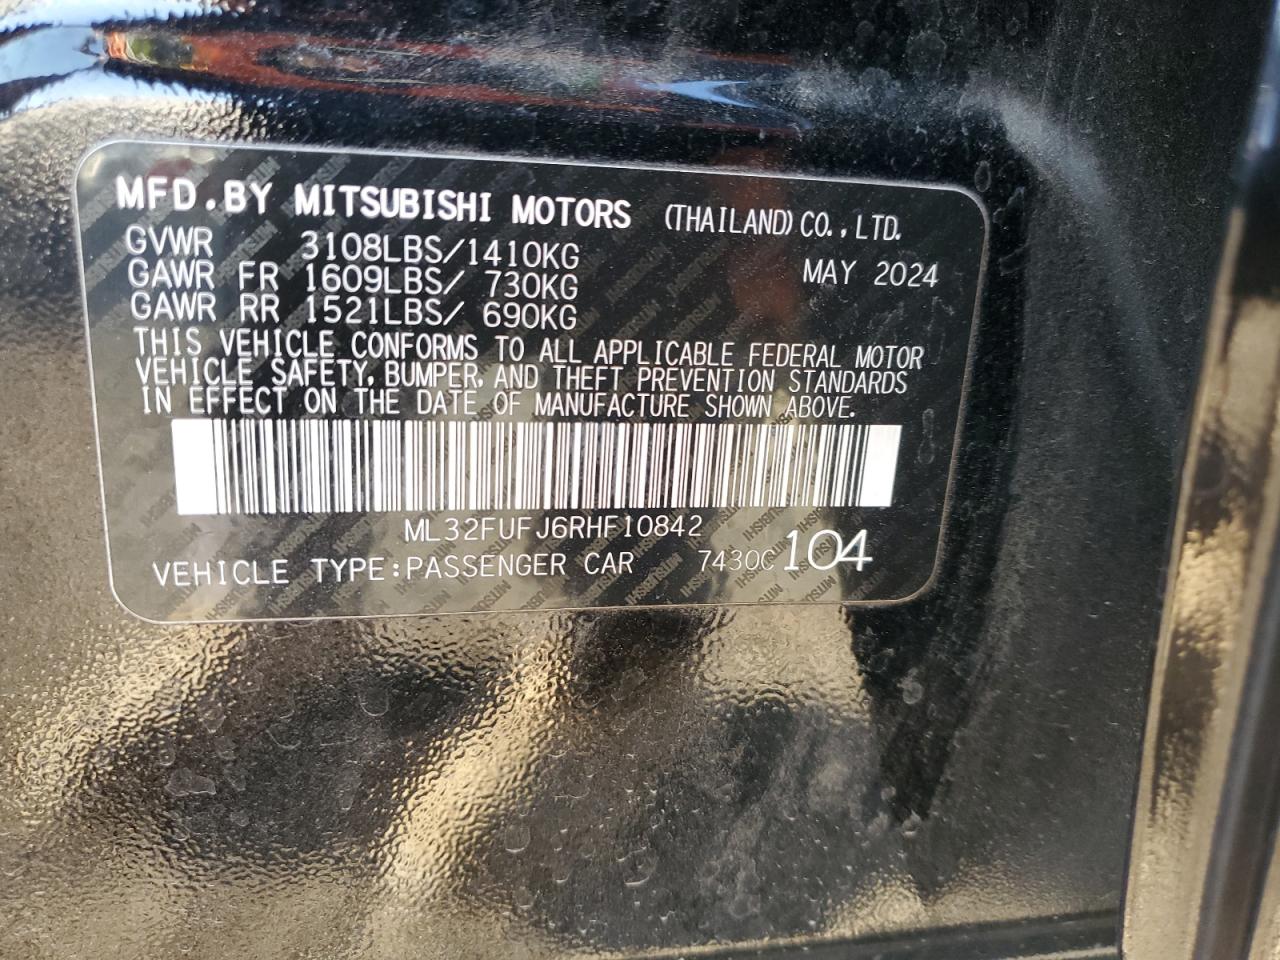 MFD.BY MITSUBISHI MOTORS (THAILAND) CO., LTD.
GVWR 3108LBS/1410KG
GAWR FR 1609LBS/ 730KG MAY 2024
GAWR RR 1521LBS/ 690KG
THIS VEHICLE CONFORMS TO ALL APPLICABLE FEDERAL MOTOR
VEHICLE SAFETY, BUMPER, AND THEFT PREVENTION STANDARDS
IN EFFECT ON THE DATE OF MANUFACTURE SHOWN ABOVE.
ML32FUFJ6RHF10842
VEHICLE TYPE:PASSENGER CAR 7430C 104